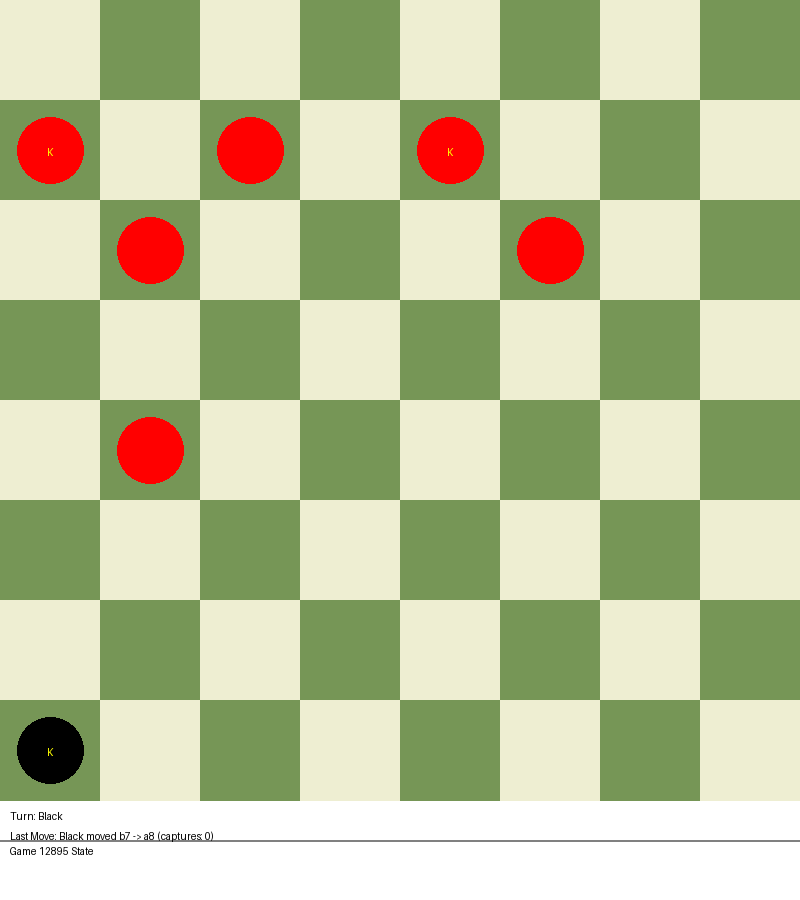 K
K
K
Turn: Black
Last Move: Black moved b7 -> a8 (captures: 0)
Game 12895 State